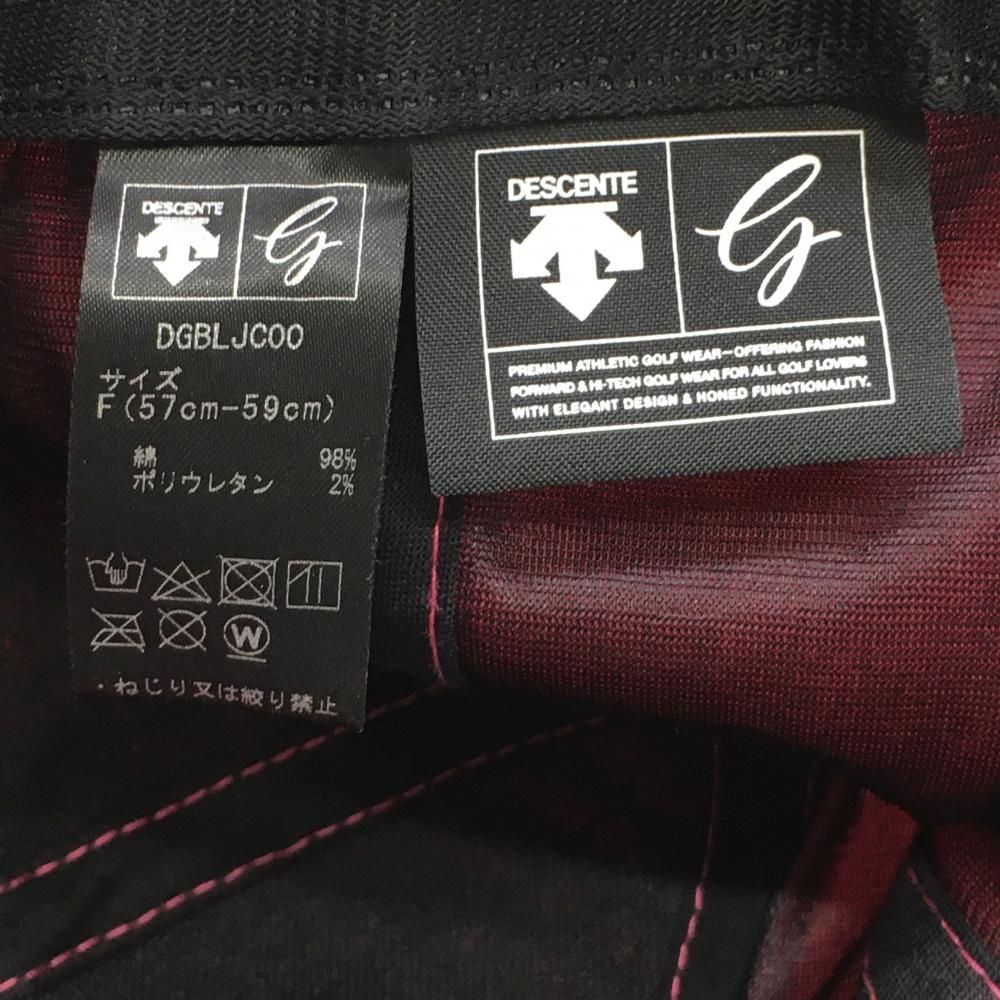 DESCENTE G
DGBLJC00
サイズ
F(57cm-59cm)
綿 98%
ポリウレタン 2%
W
・ねじり又は絞り禁止
DESCENTE G
PREMIUM ATHLETIC GOLF WEAR—OFFERING FASHION
FORWARD & HI-TECH GOLF WEAR FOR ALL GOLF LOVERS
WITH ELEGANT DESIGN & HONED FUNCTIONALITY.